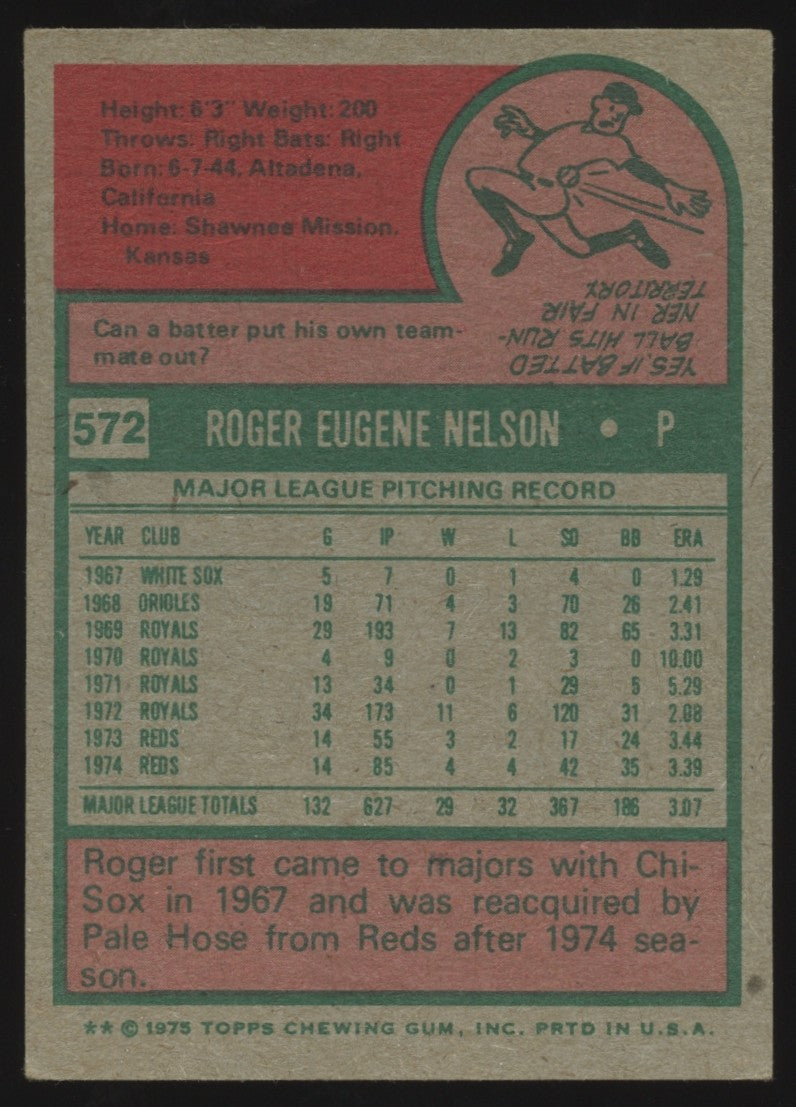 Height: 6'3" Weight: 200
Throws: Right Bats: Right
Born: 6-7-44, Altadena,
California
Home: Shawnee Mission,
Kansas
Can a batter put his own team-
mate out?
YES, IF BATTED
BALL HITS RUN-
NER IN FAIR
TERRITORY.
572 ROGER EUGENE NELSON • P
MAJOR LEAGUE PITCHING RECORD
YEAR CLUB G IP W L SO BB ERA
1967 WHITE SOX 5 7 0 1 4 0 1.29
1968 ORIOLES 19 71 4 3 70 26 2.41
1969 ROYALS 29 193 7 13 82 65 3.31
1970 ROYALS 4 9 0 2 3 0 10.00
1971 ROYALS 13 34 0 1 29 5 5.29
1972 ROYALS 34 173 11 6 120 31 2.08
1973 REDS 14 55 3 2 17 24 3.44
1974 REDS 14 85 4 4 42 35 3.39
MAJOR LEAGUE TOTALS 132 627 29 32 367 186 3.07
Roger first came to majors with Chi-
Sox in 1967 and was reacquired by
Pale Hose from Reds after 1974 sea-
son.
** © 1975 TOPPS CHEWING GUM, INC. PRTD IN U.S.A.